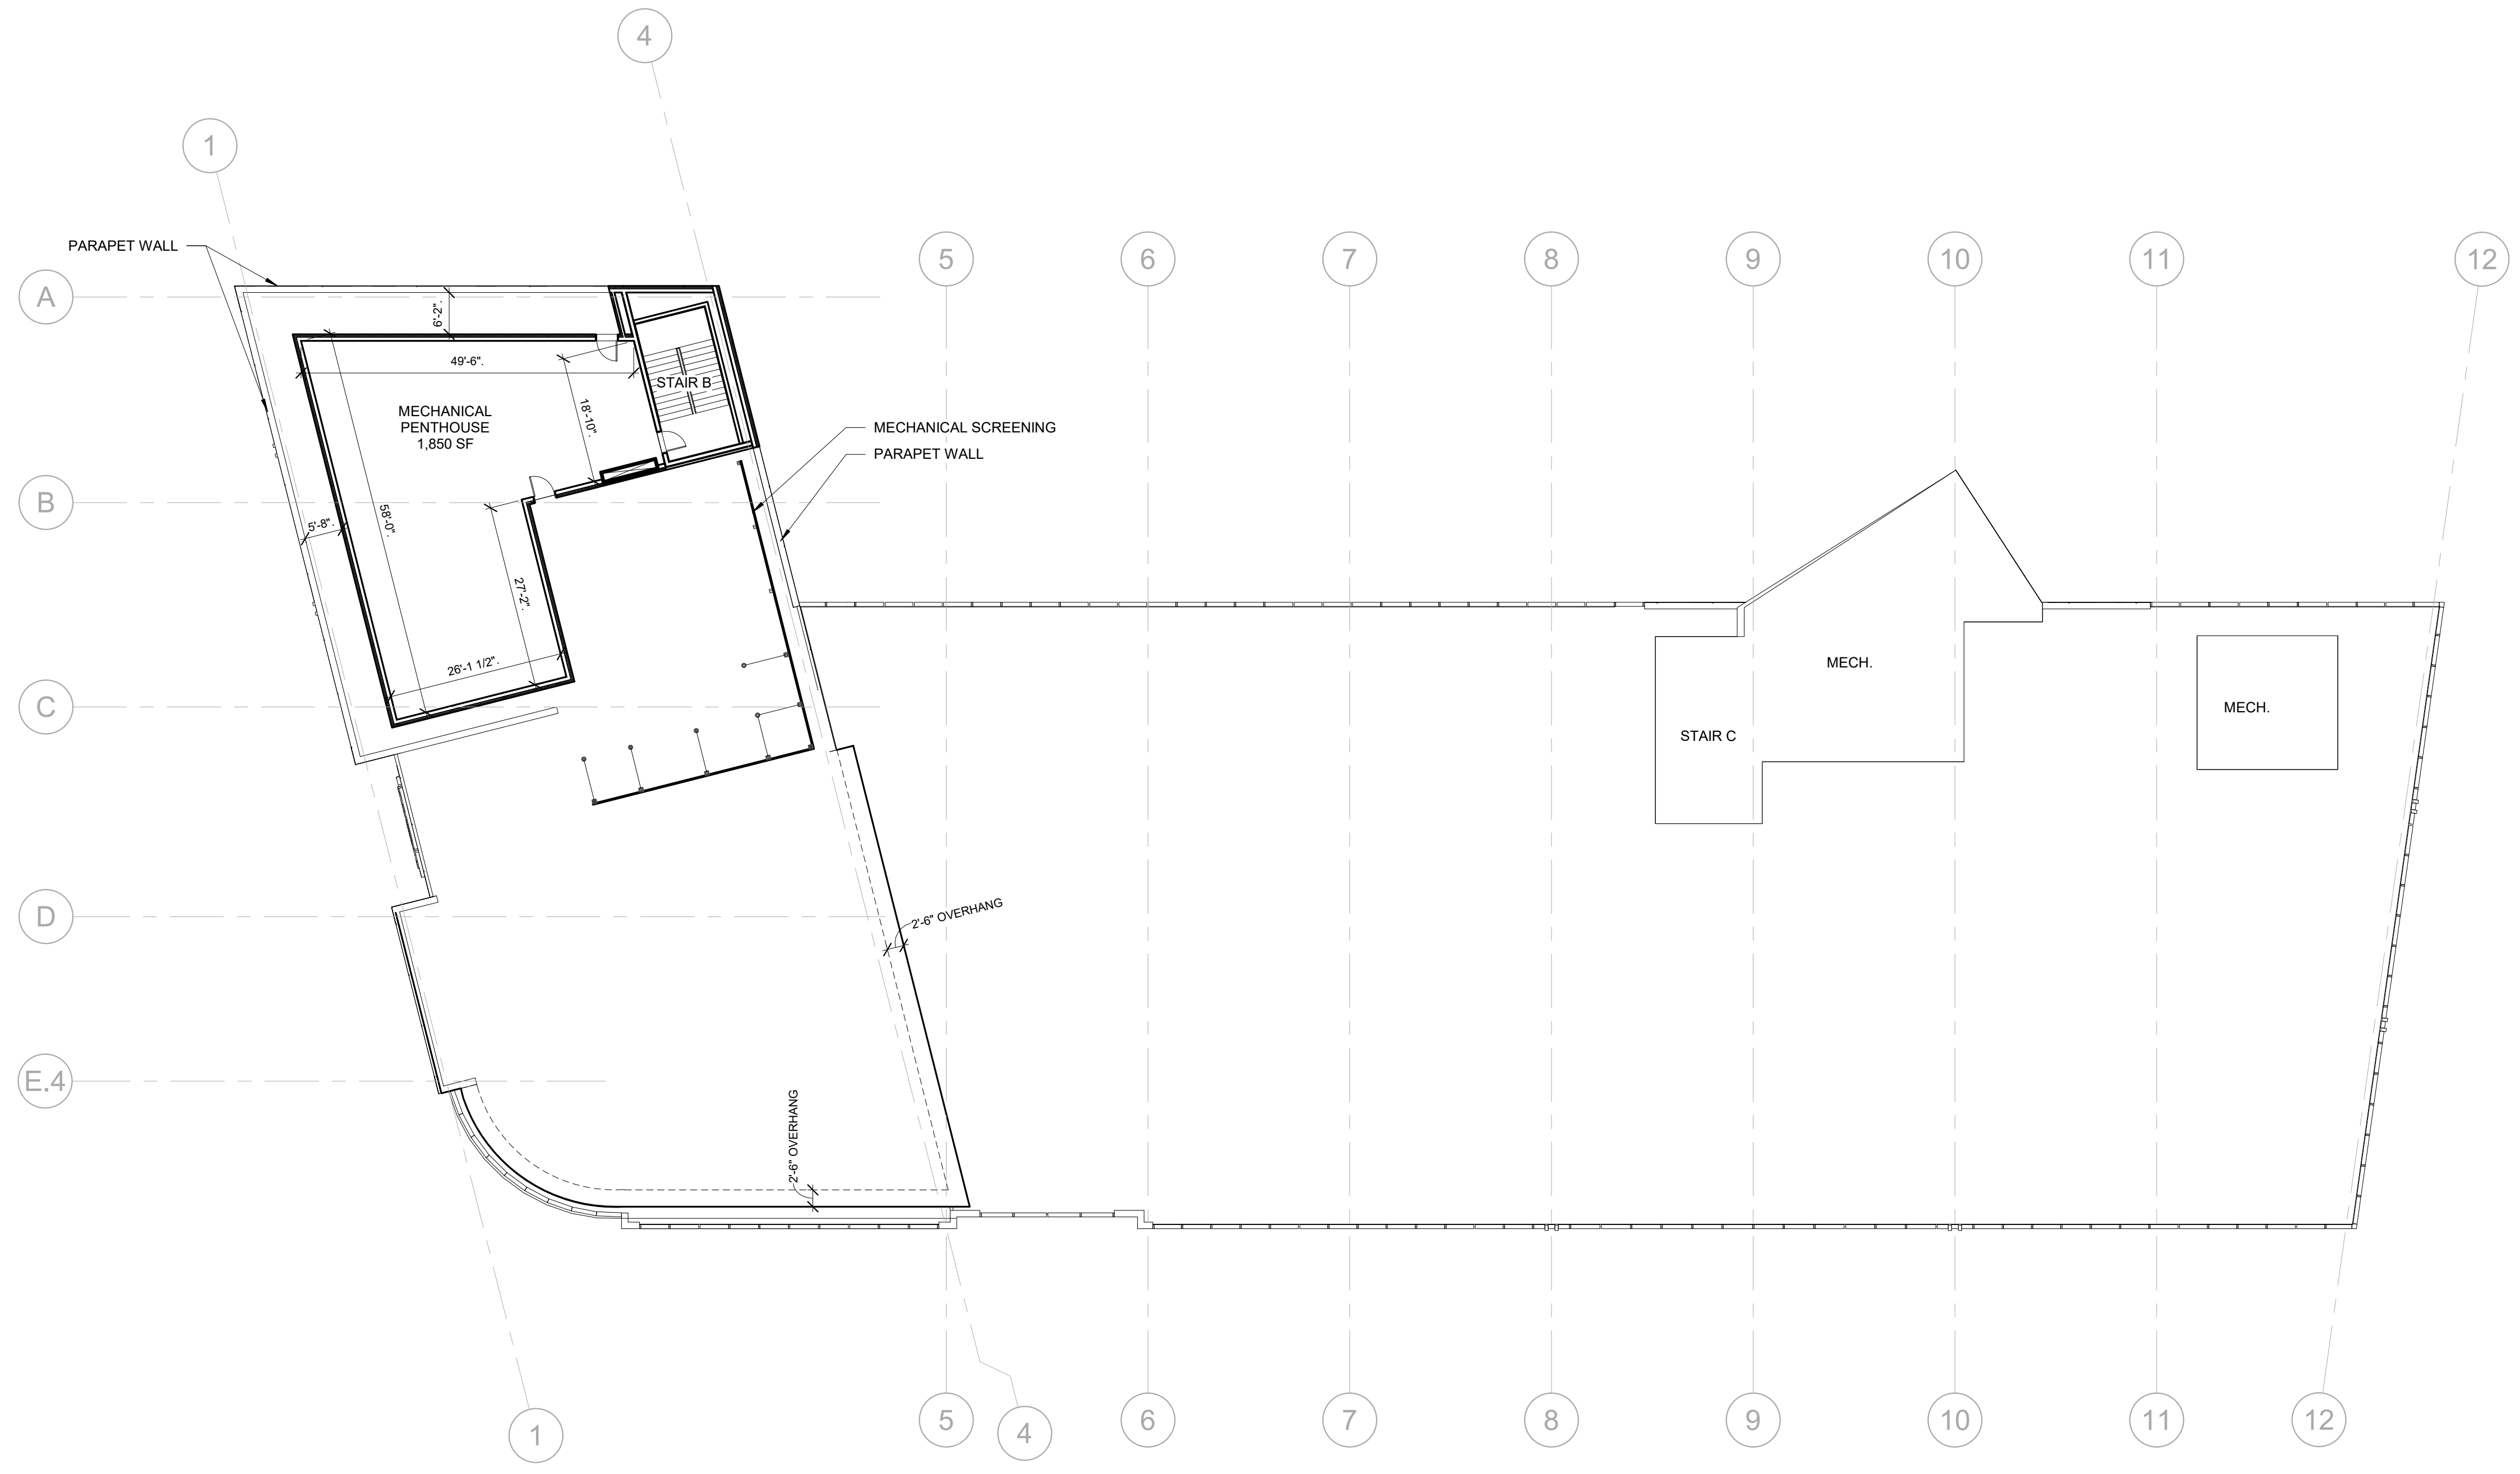 4
1
PARAPET WALL
5
6
7
8
9
10
11
12
A
6'-2".
49'-6".
STAIR B
MECHANICAL
PENTHOUSE
1,850 SF
18'-10".
MECHANICAL SCREENING
PARAPET WALL
B
5'-8".
58'-0".
27'-2".
26'-1 1/2".
MECH.
C
MECH.
STAIR C
D
2'-6" OVERHANG
E.4
2'-6" OVERHANG
1
5
4
6
7
8
9
10
11
12